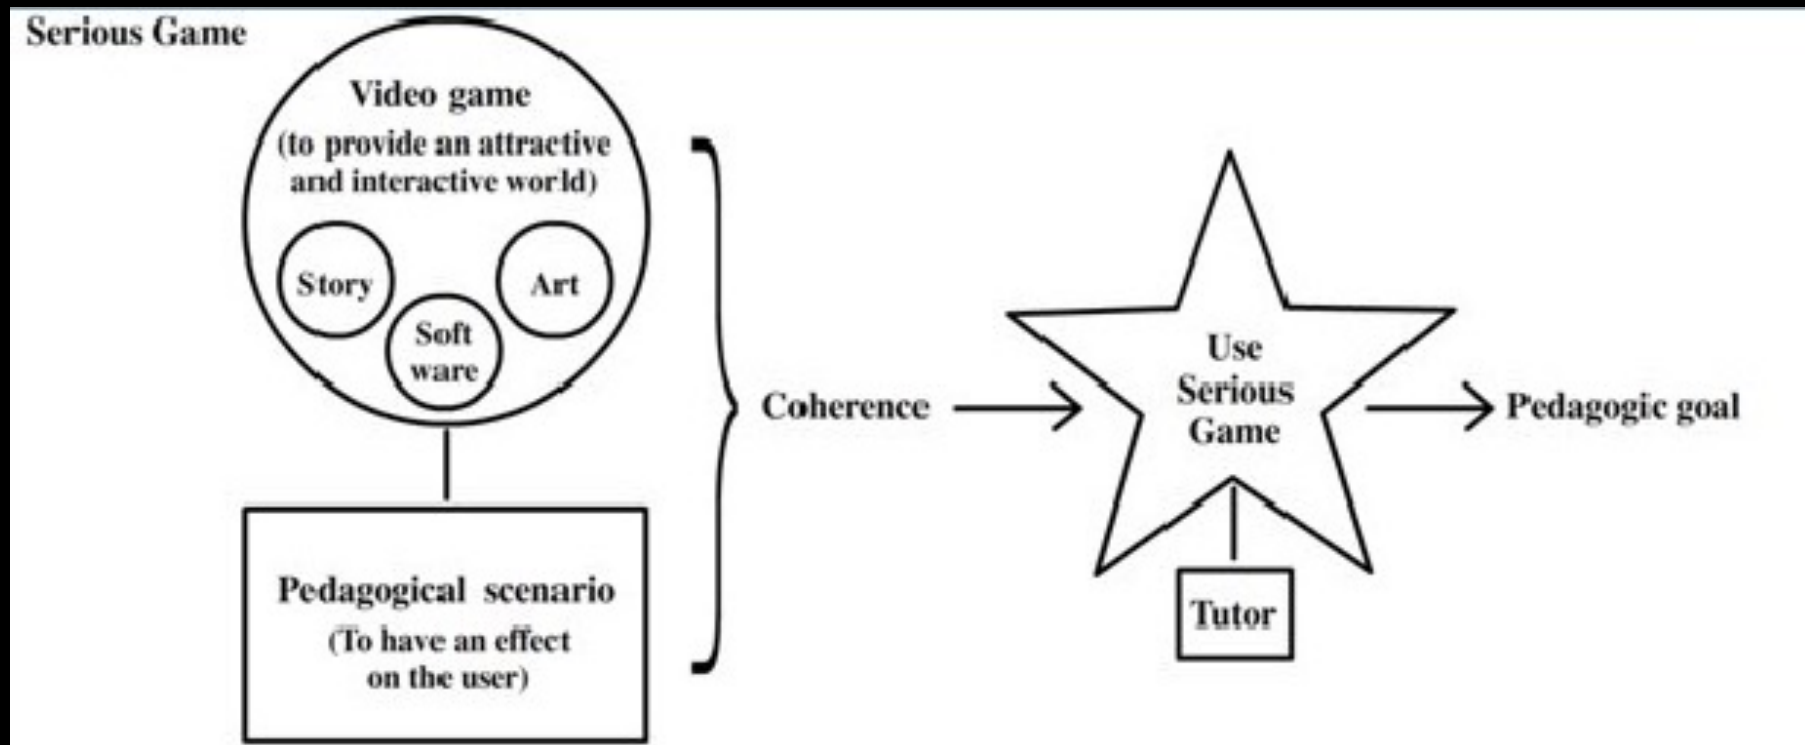 Serious Game
Video game
(to provide an attractive
and interactive world)
Story
Art
Soft
ware
Pedagogical scenario
(To have an effect
on the user)
Coherence
Use
Serious
Game
Tutor
Pedagogic goal